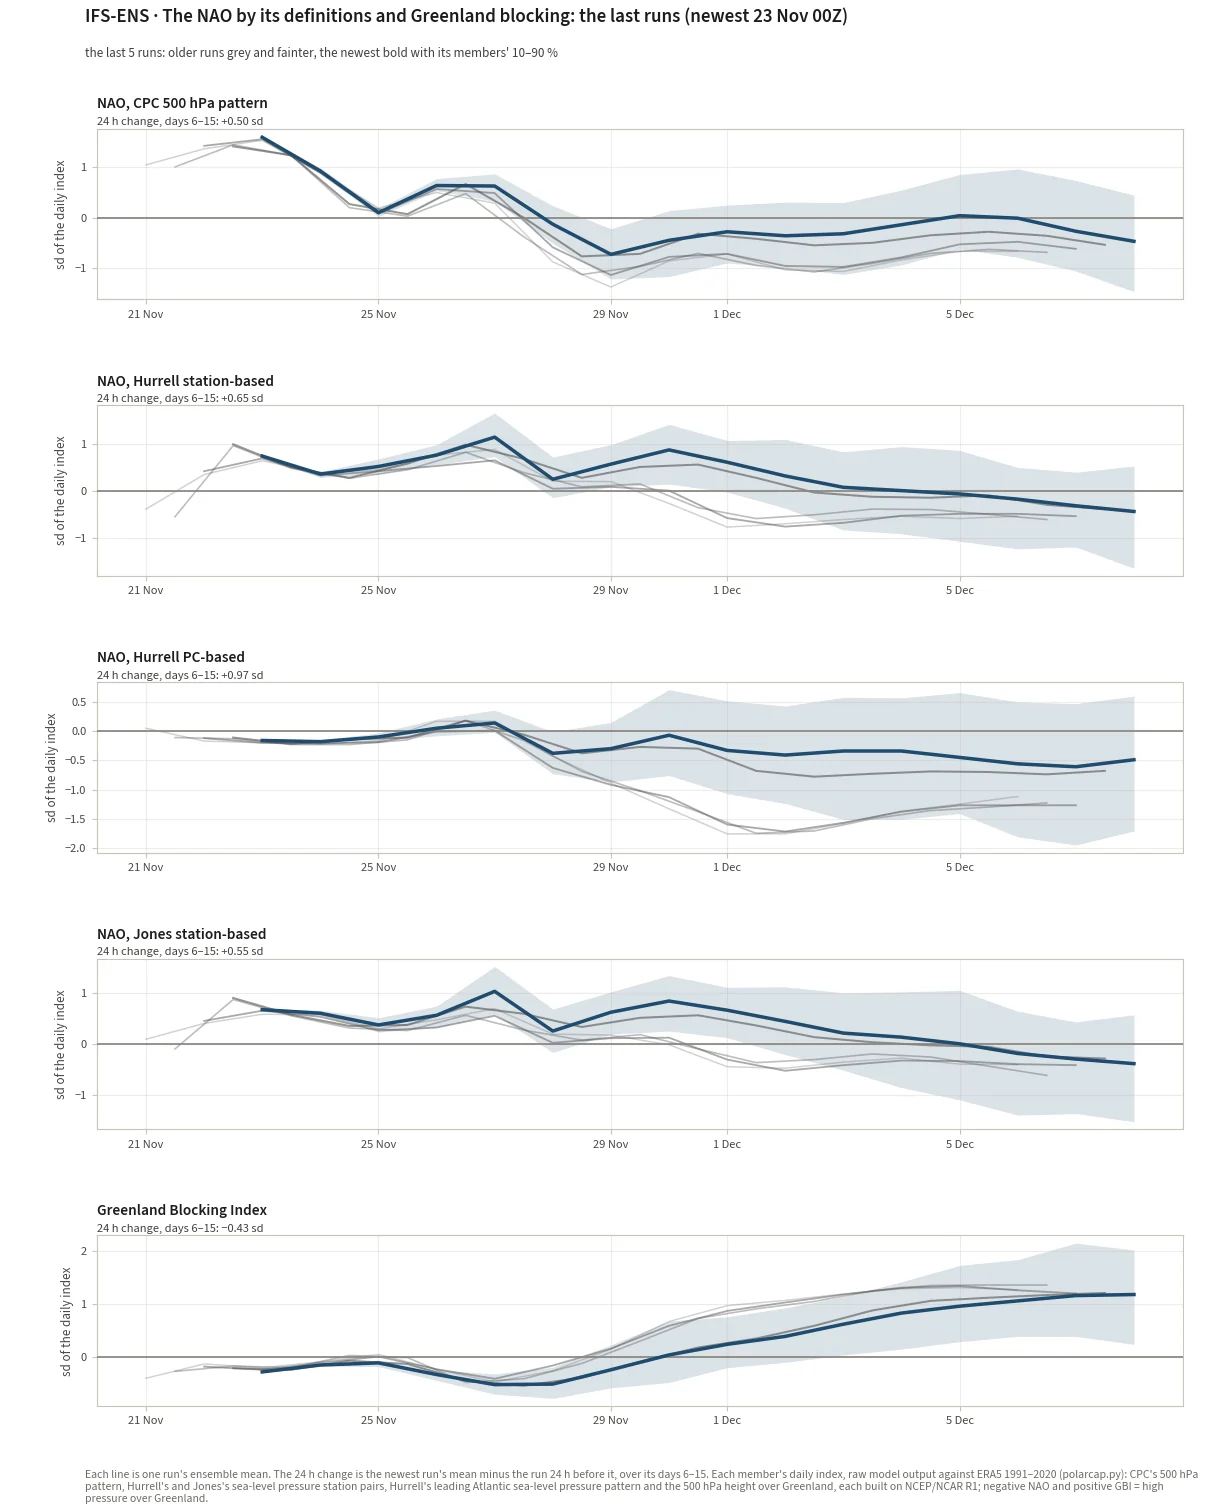 IFS-ENS · The NAO by its definitions and Greenland blocking: the last runs (newest 23 Nov 00Z)
the last 5 runs: older runs grey and fainter, the newest bold with its members' 10–90 %
NAO, CPC 500 hPa pattern
24 h change, days 6–15: +0.50 sd
sd of the daily index
1
0
−1
21 Nov
25 Nov
29 Nov
1 Dec
5 Dec
NAO, Hurrell station-based
24 h change, days 6–15: +0.65 sd
sd of the daily index
1
0
−1
21 Nov
25 Nov
29 Nov
1 Dec
5 Dec
NAO, Hurrell PC-based
24 h change, days 6–15: +0.97 sd
sd of the daily index
0.5
0.0
−0.5
−1.0
−1.5
−2.0
21 Nov
25 Nov
29 Nov
1 Dec
5 Dec
NAO, Jones station-based
24 h change, days 6–15: +0.55 sd
sd of the daily index
1
0
−1
21 Nov
25 Nov
29 Nov
1 Dec
5 Dec
Greenland Blocking Index
24 h change, days 6–15: −0.43 sd
sd of the daily index
2
1
0
21 Nov
25 Nov
29 Nov
1 Dec
5 Dec
Each line is one run's ensemble mean. The 24 h change is the newest run's mean minus the run 24 h before it, over its days 6–15. Each member's daily index, raw model output against ERA5 1991–2020 (polarcap.py): CPC's 500 hPa
pattern, Hurrell's and Jones's sea-level pressure station pairs, Hurrell's leading Atlantic sea-level pressure pattern and the 500 hPa height over Greenland, each built on NCEP/NCAR R1; negative NAO and positive GBI = high
pressure over Greenland.